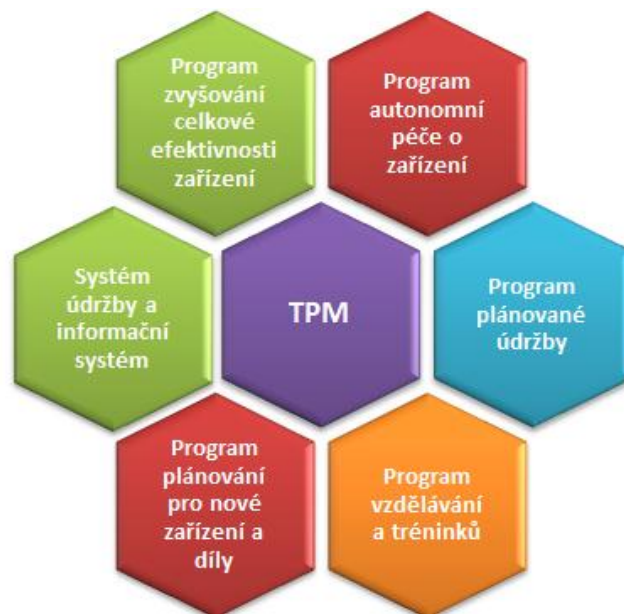 Program
zvyšování
celkové
efektivnosti
zařízení
Program
autonomní
péče o
zařízení
Systém
údržby a
informační
systém
TPM
Program
plánované
údržby
Program
plánování
pro nové
zařízení a
díly
Program
vzdělávání
a tréninků